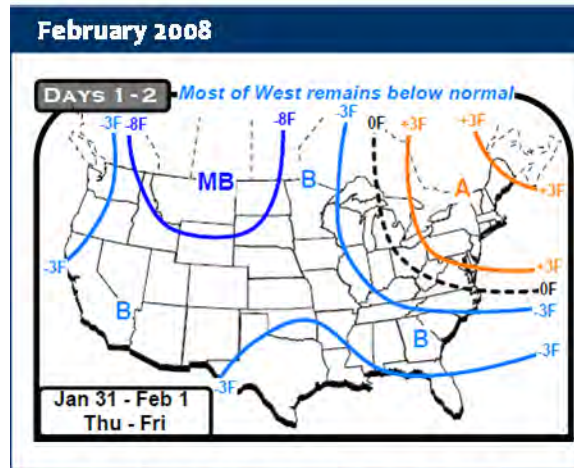 February 2008
DAYS 1-2
Most of West remains below normal
-3F
-8F
-8F
-3F
0F
+3F
+3F
MB
B
A
+3F
-3F
+3F
0F
-3F
B
B
-3F
-3F
Jan 31 - Feb 1
Thu - Fri